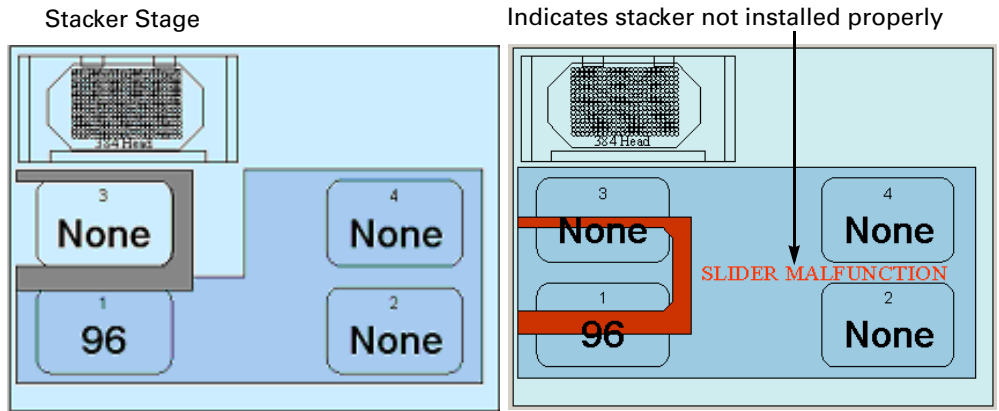 Stacker Stage
Indicates stacker not installed properly
384 Head
3
None
4
None
1
96
2
None
384 Head
3
None
4
None
SLIDER MALFUNCTION
1
96
2
None